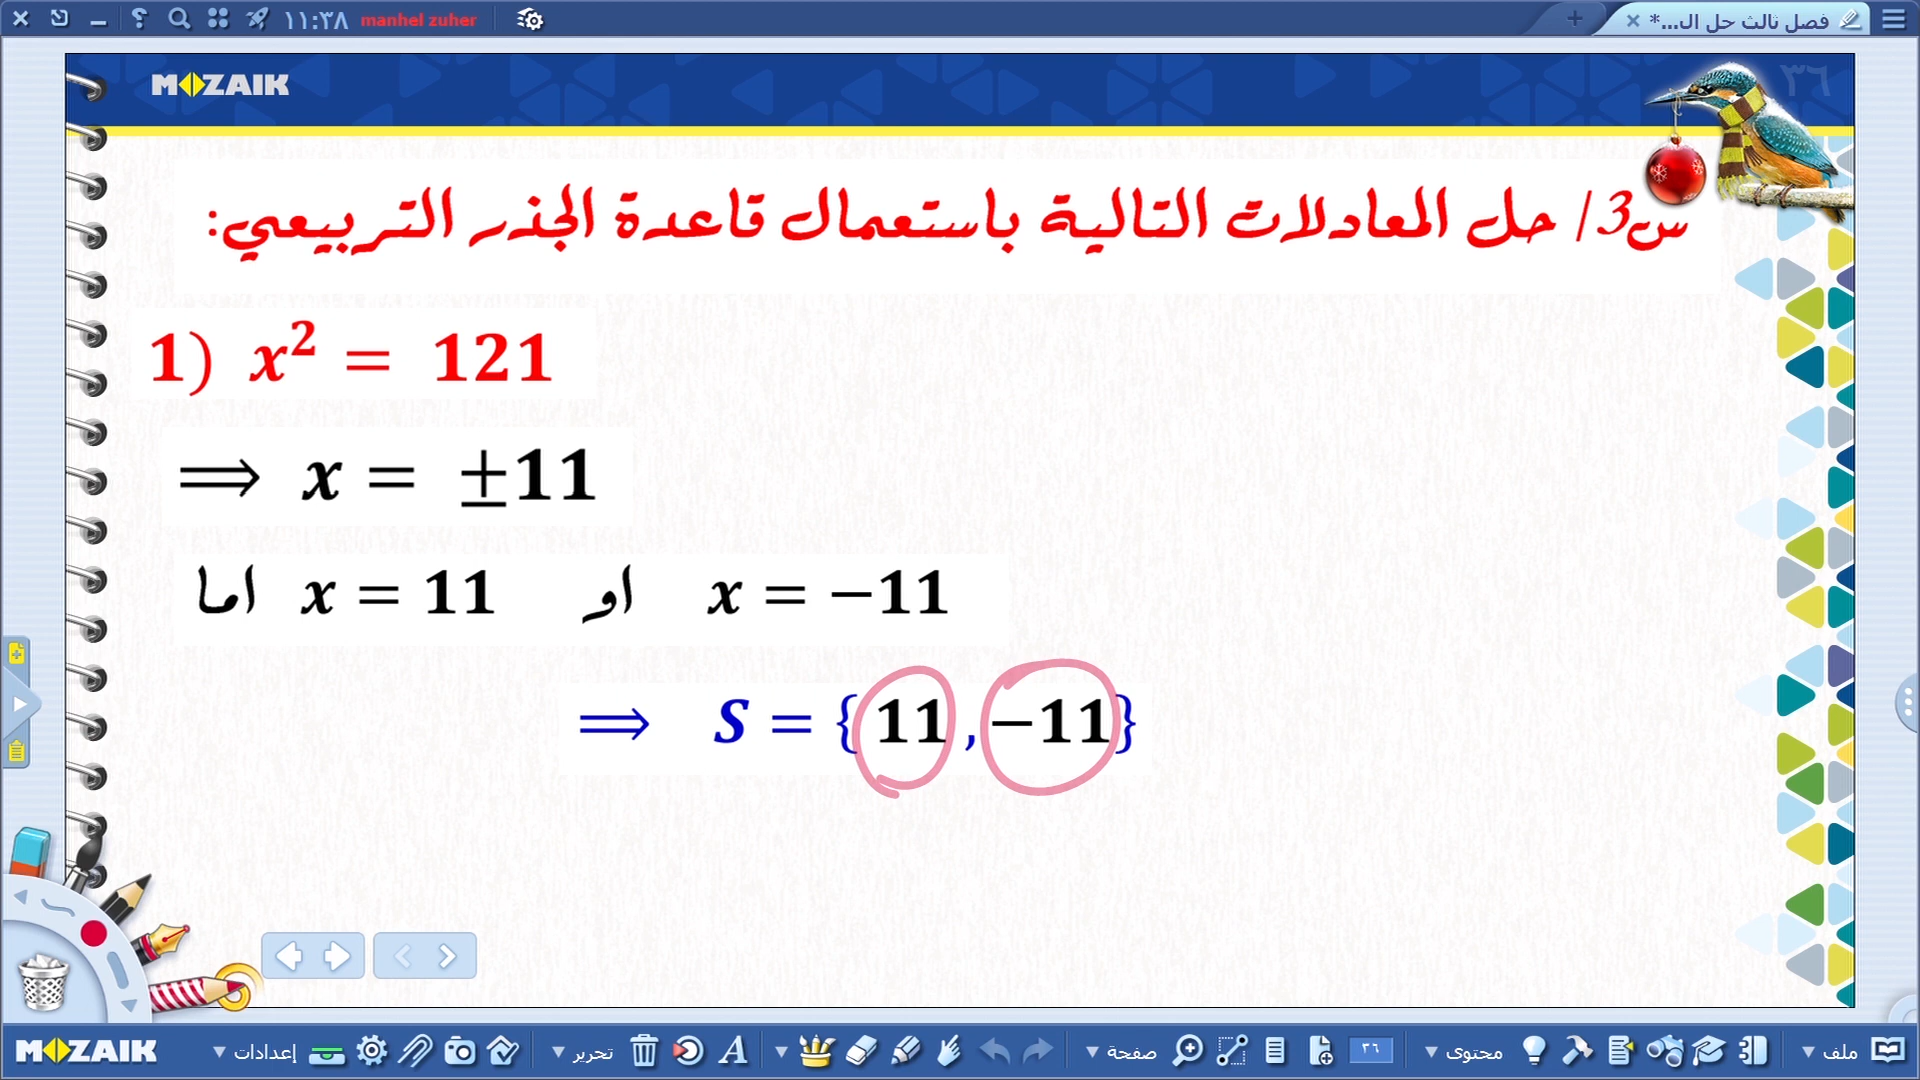 ١١:٣٨ manhel zuher
فصل ثالث حل ال...*
MOZAIK
٣٦
س3/ حل المعادلات التالية باستعمال قاعدة الجذر التربيعي:
1) x² = 121
⟹ x = ±11
اما x = 11 او x = −11
⟹ S = { 11 , −11}
MOZAIK إعدادات تحرير صفحة ٣٦ محتوى ملف